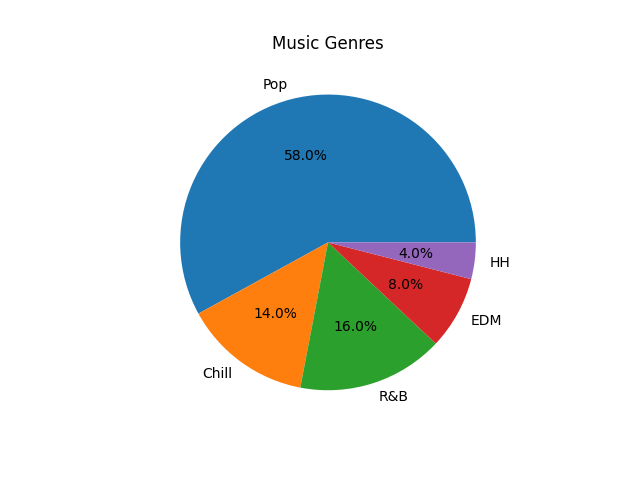 Music Genres
Pop
58.0%
4.0%
HH
8.0%
14.0%
EDM
16.0%
Chill
R&B